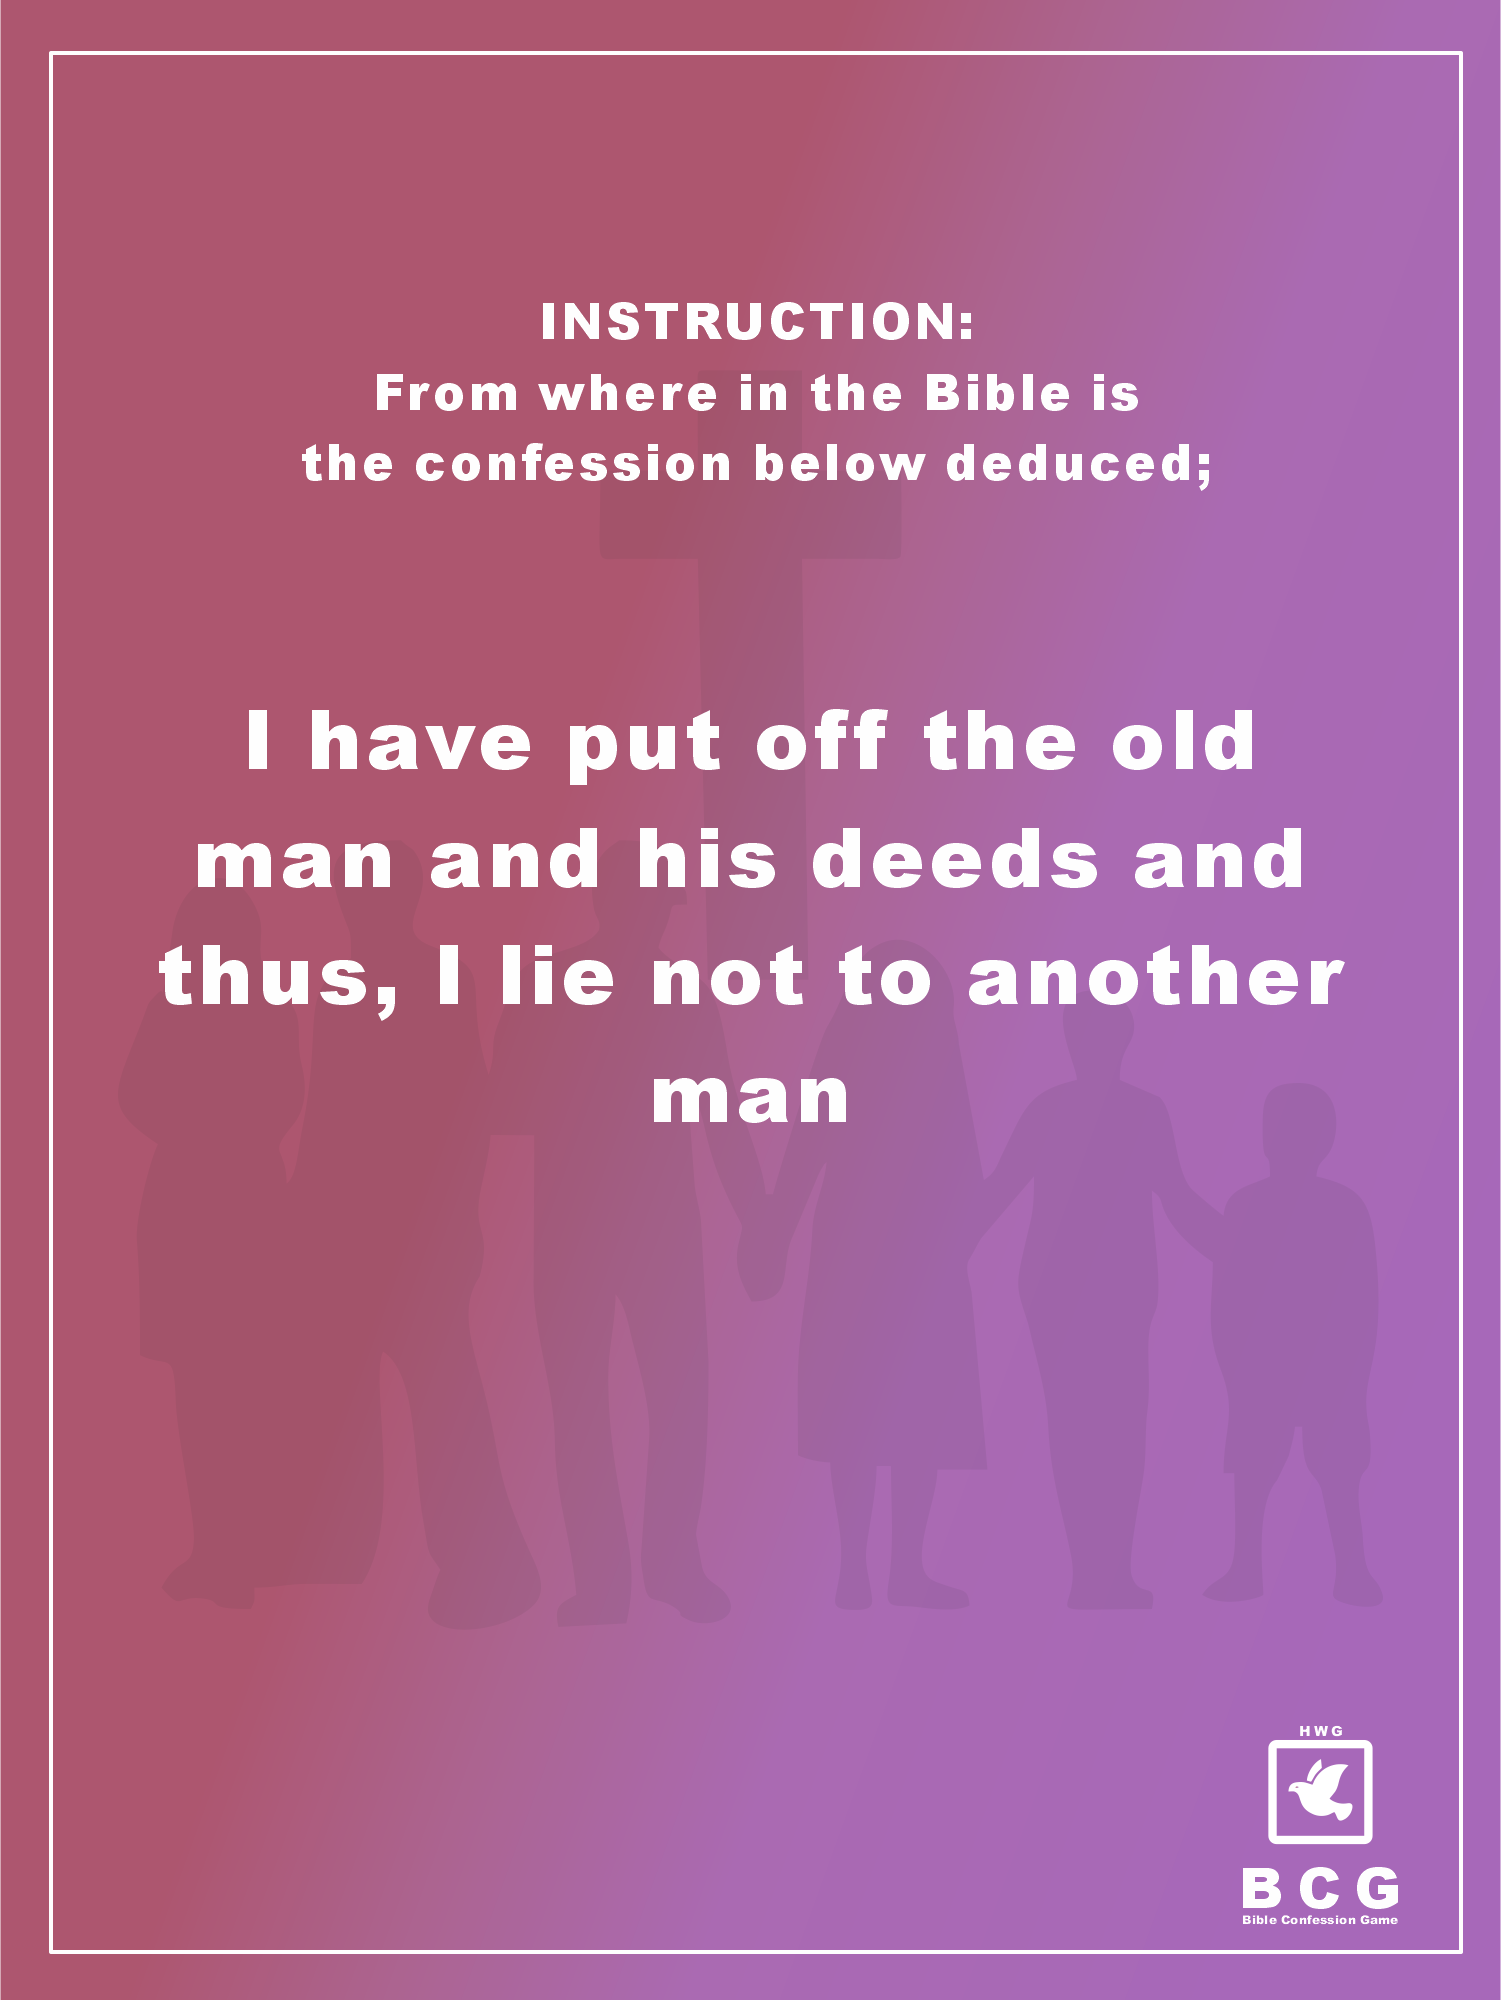 INSTRUCTION:
From where in the Bible is
the confession below deduced;
I have put off the old
man and his deeds and
thus, I lie not to another
man
HWG
BCG
Bible Confession Game